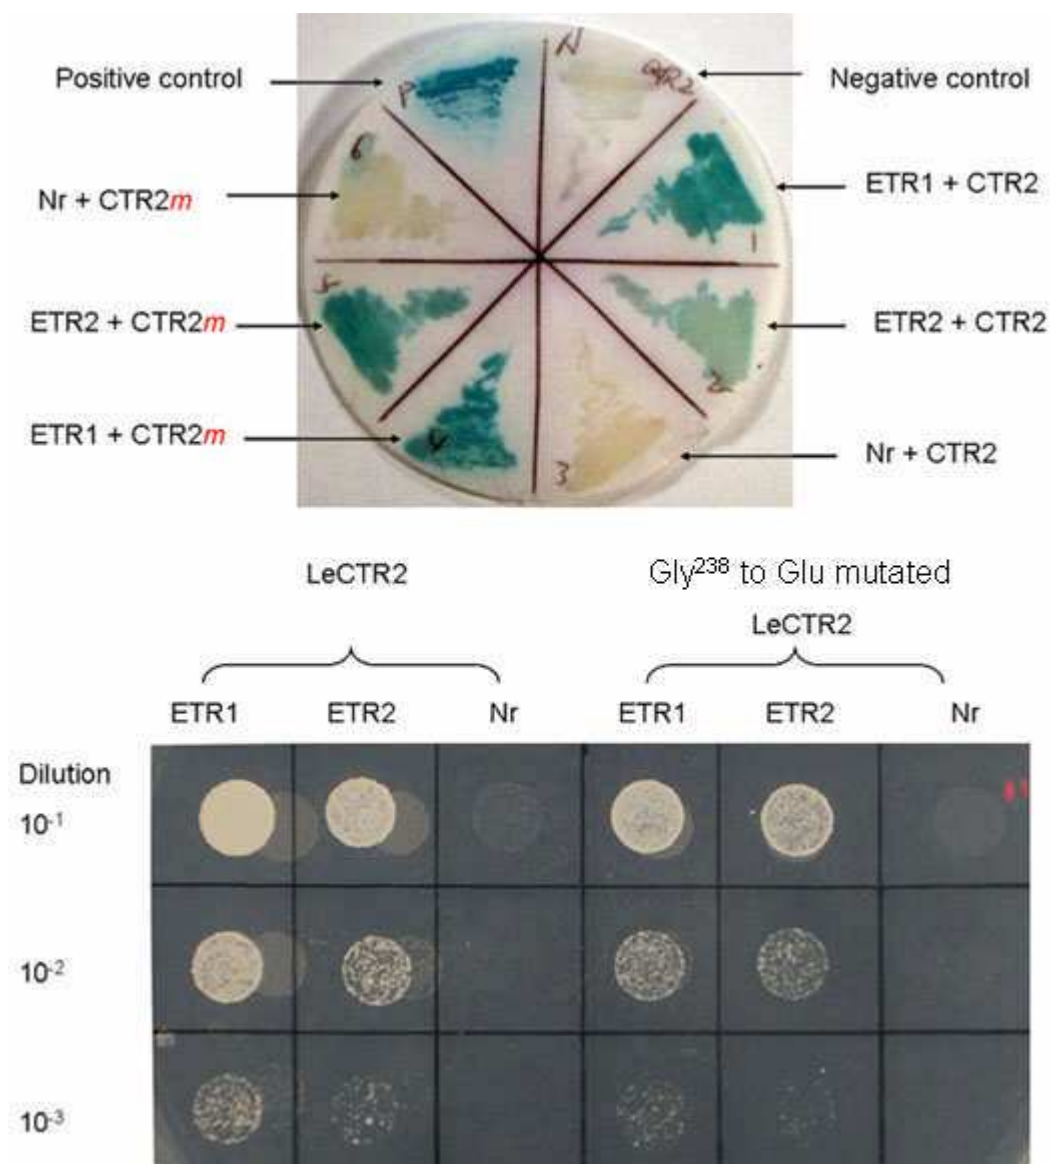 Positive control
Negative control
P
N
CTR2
6
Nr + CTR2m
ETR1 + CTR2
1
5
ETR2 + CTR2m
ETR2 + CTR2
2
4
ETR1 + CTR2m
3
Nr + CTR2
LeCTR2
Gly²³⁸ to Glu mutated
LeCTR2
ETR1 ETR2 Nr ETR1 ETR2 Nr
Dilution
10⁻¹
10⁻²
10⁻³